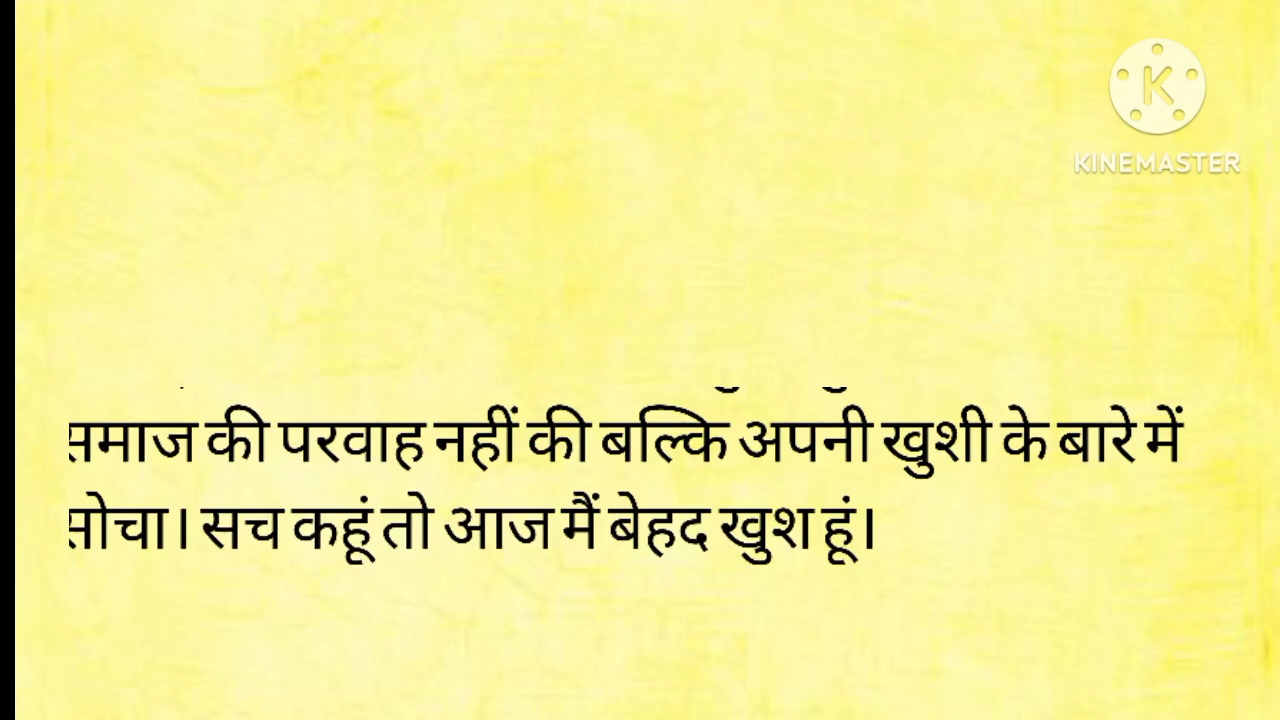 KINEMASTER
समाज की परवाह नहीं की बल्कि अपनी खुशी के बारे में
सोचा। सच कहूं तो आज मैं बेहद खुश हूं।